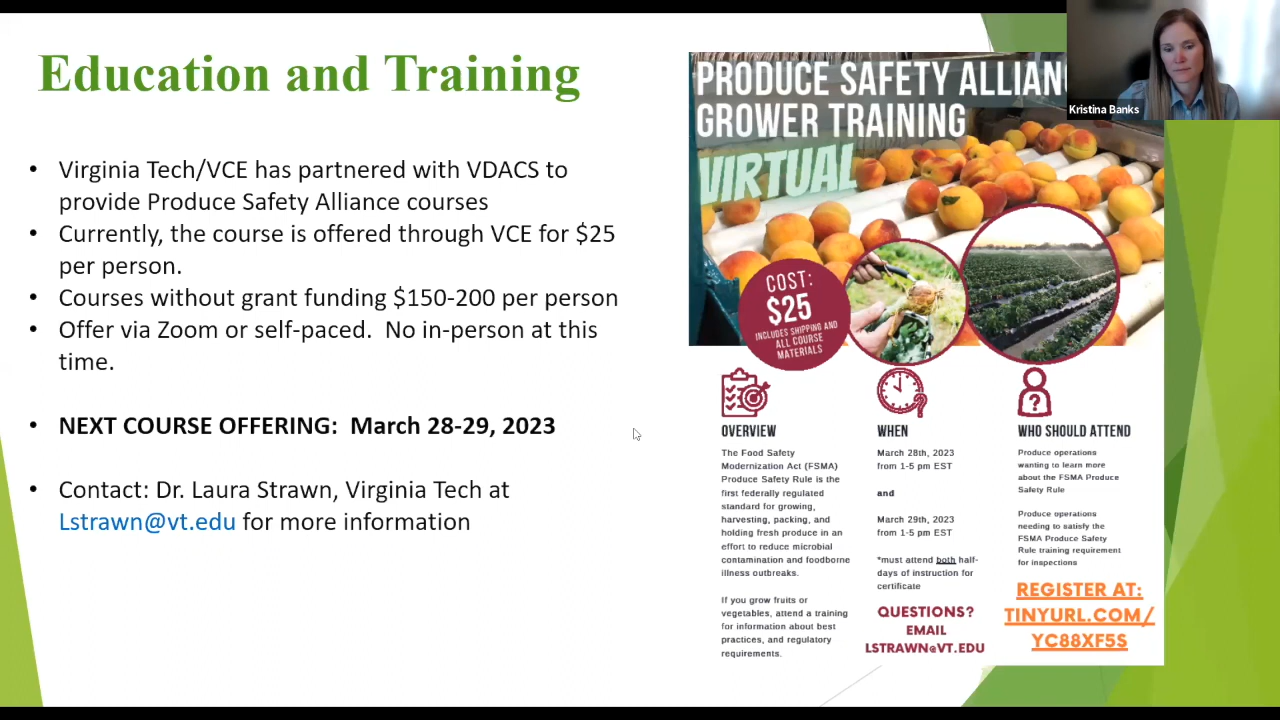 Education and Training
• Virginia Tech/VCE has partnered with VDACS to
provide Produce Safety Alliance courses
• Currently, the course is offered through VCE for $25
per person.
• Courses without grant funding $150-200 per person
• Offer via Zoom or self-paced.  No in-person at this
time.
• NEXT COURSE OFFERING:  March 28-29, 2023
• Contact: Dr. Laura Strawn, Virginia Tech at
Lstrawn@vt.edu for more information
PRODUCE SAFETY ALLIANC
GROWER TRAINING
VIRTUAL
COST:
$25
INCLUDES SHIPPING AND
ALL COURSE
MATERIALS
OVERVIEW
The Food Safety
Modernization Act (FSMA)
Produce Safety Rule is the
first federally regulated
standard for growing,
harvesting, packing, and
holding fresh produce in an
effort to reduce microbial
contamination and foodborne
illness outbreaks.
If you grow fruits or
vegetables, attend a training
for information about best
practices, and regulatory
requirements.
WHEN
March 28th, 2023
from 1-5 pm EST
and
March 29th, 2023
from 1-5 pm EST
*must attend both half-
days of instruction for
certificate
QUESTIONS?
EMAIL
LSTRAWN@VT.EDU
WHO SHOULD ATTEND
Produce operations
wanting to learn more
about the FSMA Produce
Safety Rule
Produce operations
needing to satisfy the
FSMA Produce Safety
Rule training requirement
for inspections
REGISTER AT:
TINYURL.COM/
YC88XF5S
Kristina Banks